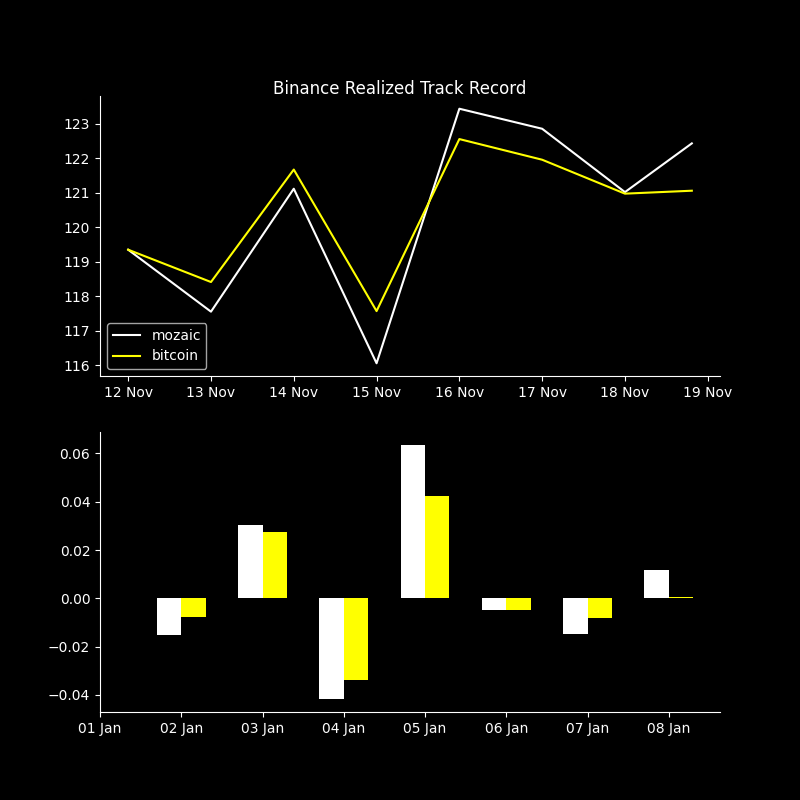 Binance Realized Track Record
123
122
121
120
119
118
117
116
mozaic
bitcoin
12 Nov 13 Nov 14 Nov 15 Nov 16 Nov 17 Nov 18 Nov 19 Nov
0.06
0.04
0.02
0.00
−0.02
−0.04
01 Jan 02 Jan 03 Jan 04 Jan 05 Jan 06 Jan 07 Jan 08 Jan